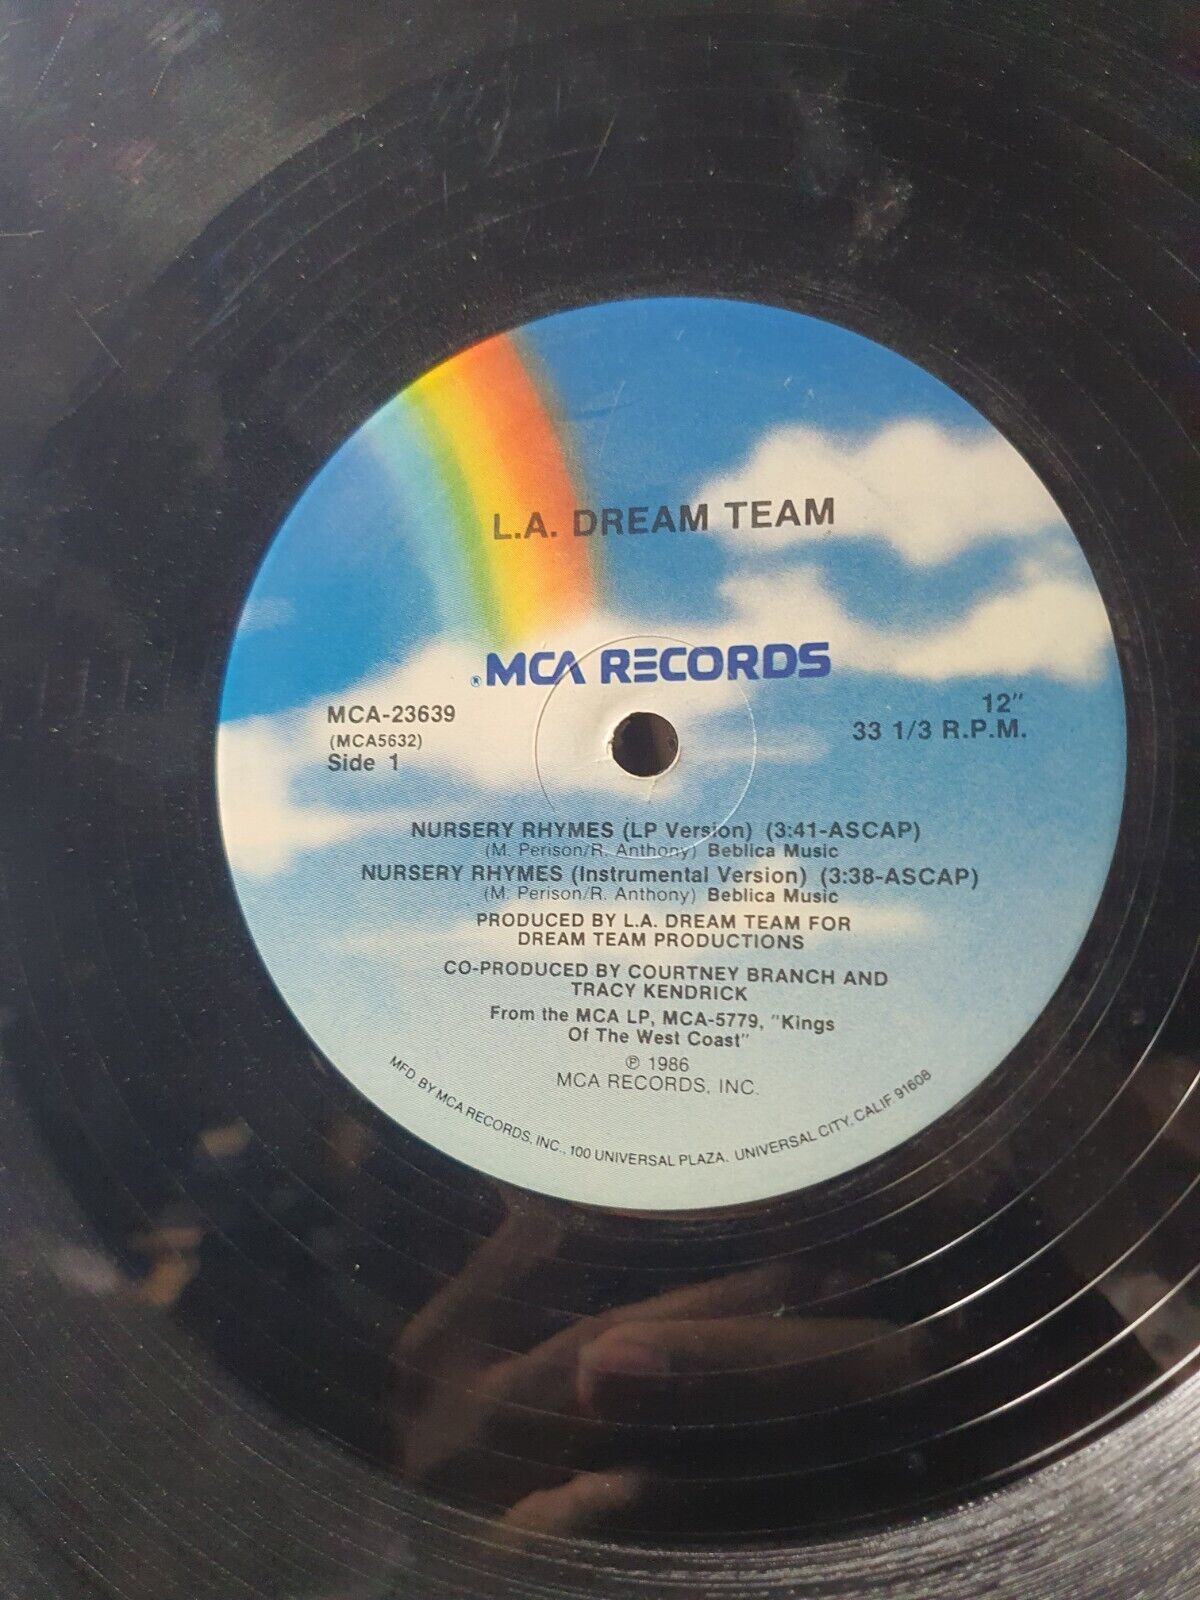 L.A. DREAM TEAM
® MCA RECORDS
MCA-23639
(MCA5632)
Side 1
12"
33 1/3 R.P.M.
NURSERY RHYMES (LP Version) (3:41-ASCAP)
(M. Perison/R. Anthony) Beblica Music
NURSERY RHYMES (Instrumental Version) (3:38-ASCAP)
(M. Perison/R. Anthony) Beblica Music
PRODUCED BY L.A. DREAM TEAM FOR
DREAM TEAM PRODUCTIONS
CO-PRODUCED BY COURTNEY BRANCH AND
TRACY KENDRICK
From the MCA LP, MCA-5779, "Kings
Of The West Coast"
℗ 1986
MCA RECORDS, INC.
MFD. BY MCA RECORDS, INC., 100 UNIVERSAL PLAZA, UNIVERSAL CITY, CALIF. 91608